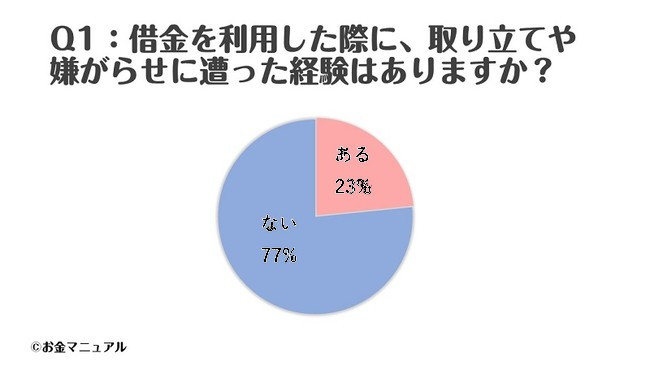 Q1：借金を利用した際に、取り立てや
嫌がらせに遭った経験はありますか？
ある
23%
ない
77%
©お金マニュアル